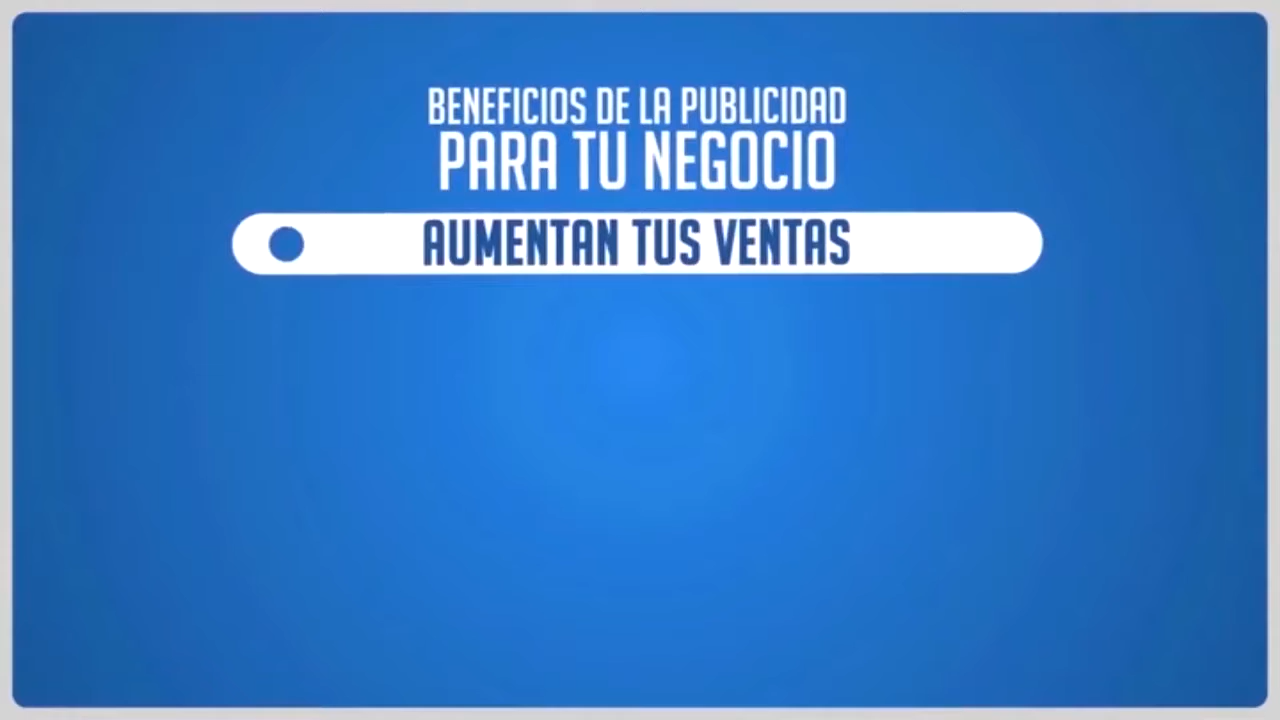 BENEFICIOS DE LA PUBLICIDAD
PARA TU NEGOCIO
AUMENTAN TUS VENTAS